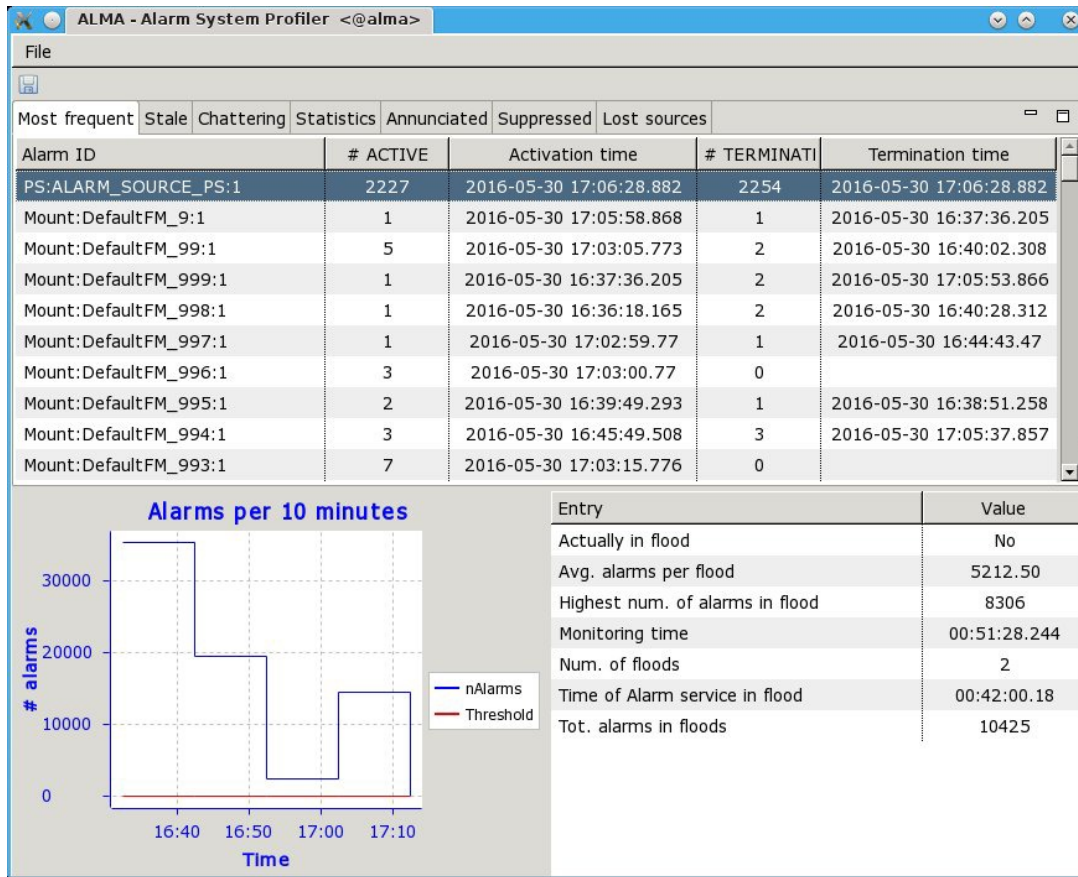 ALMA - Alarm System Profiler <@alma>
File
Most frequent Stale Chattering Statistics Annunciated Suppressed Lost sources
Alarm ID # ACTIVE Activation time # TERMINATI Termination time
PS:ALARM_SOURCE_PS:1 2227 2016-05-30 17:06:28.882 2254 2016-05-30 17:06:28.882
Mount:DefaultFM_9:1 1 2016-05-30 17:05:58.868 1 2016-05-30 16:37:36.205
Mount:DefaultFM_99:1 5 2016-05-30 17:03:05.773 2 2016-05-30 16:40:02.308
Mount:DefaultFM_999:1 1 2016-05-30 16:37:36.205 2 2016-05-30 17:05:53.866
Mount:DefaultFM_998:1 1 2016-05-30 16:36:18.165 2 2016-05-30 16:40:28.312
Mount:DefaultFM_997:1 1 2016-05-30 17:02:59.77 1 2016-05-30 16:44:43.47
Mount:DefaultFM_996:1 3 2016-05-30 17:03:00.77 0
Mount:DefaultFM_995:1 2 2016-05-30 16:39:49.293 1 2016-05-30 16:38:51.258
Mount:DefaultFM_994:1 3 2016-05-30 16:45:49.508 3 2016-05-30 17:05:37.857
Mount:DefaultFM_993:1 7 2016-05-30 17:03:15.776 0
Alarms per 10 minutes
# alarms
30000
20000
10000
0
16:40 16:50 17:00 17:10
Time
nAlarms
Threshold
Entry Value
Actually in flood No
Avg. alarms per flood 5212.50
Highest num. of alarms in flood 8306
Monitoring time 00:51:28.244
Num. of floods 2
Time of Alarm service in flood 00:42:00.18
Tot. alarms in floods 10425